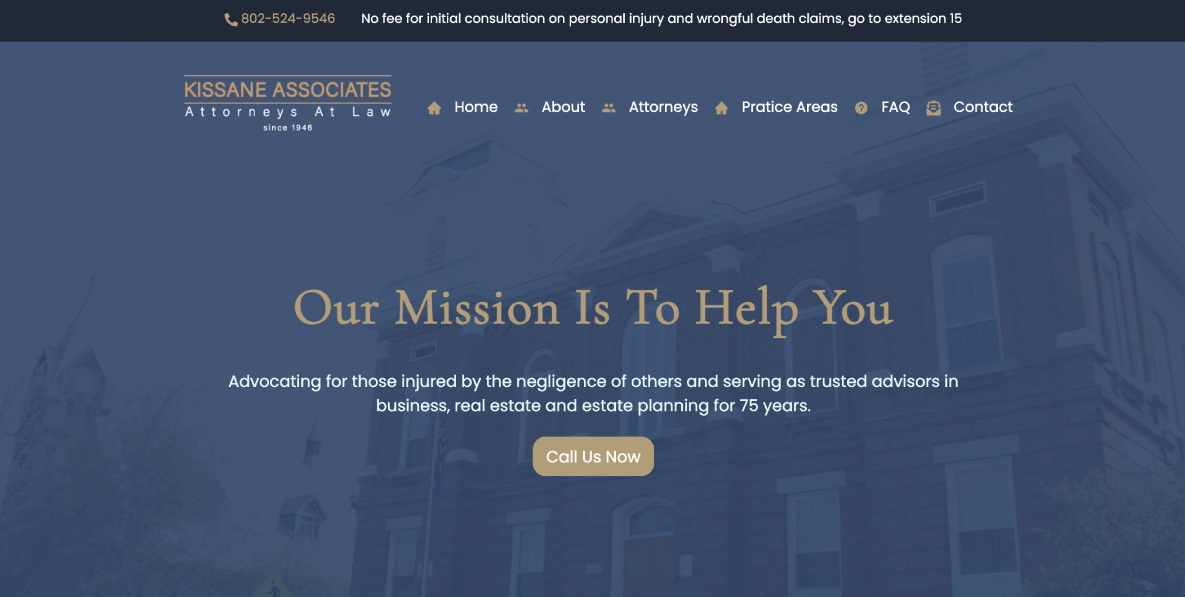 802-524-9546 No fee for initial consultation on personal injury and wrongful death claims, go to extension 15
KISSANE ASSOCIATES
Attorneys At Law
since 1946
Home About Attorneys Pratice Areas FAQ Contact
Our Mission Is To Help You
Advocating for those injured by the negligence of others and serving as trusted advisors in
business, real estate and estate planning for 75 years.
Call Us Now